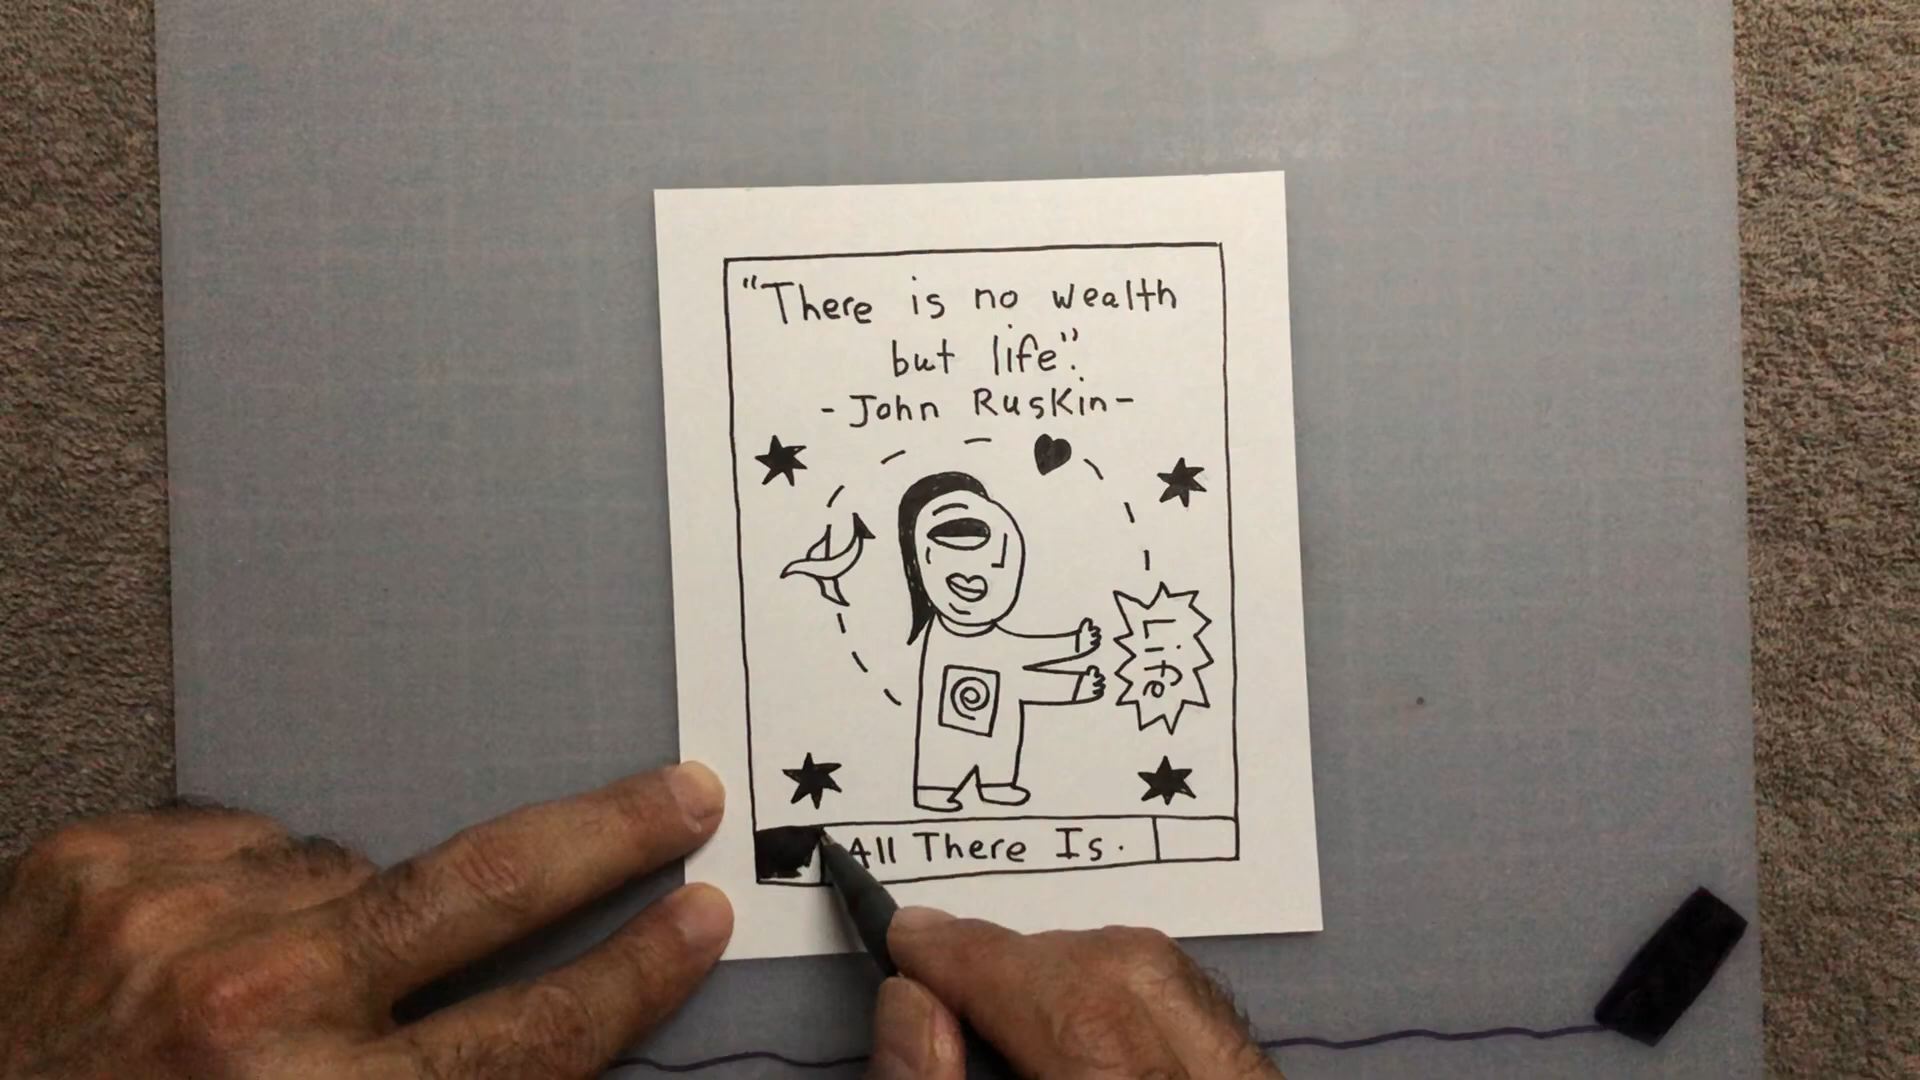 "There is no wealth
but life".
- John Ruskin -
Life
All There Is.